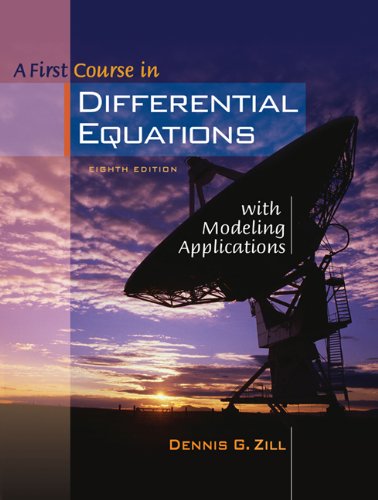 A First Course in
DIFFERENTIAL
EQUATIONS
EIGHTH EDITION
with
Modeling
Applications
DENNIS G. ZILL